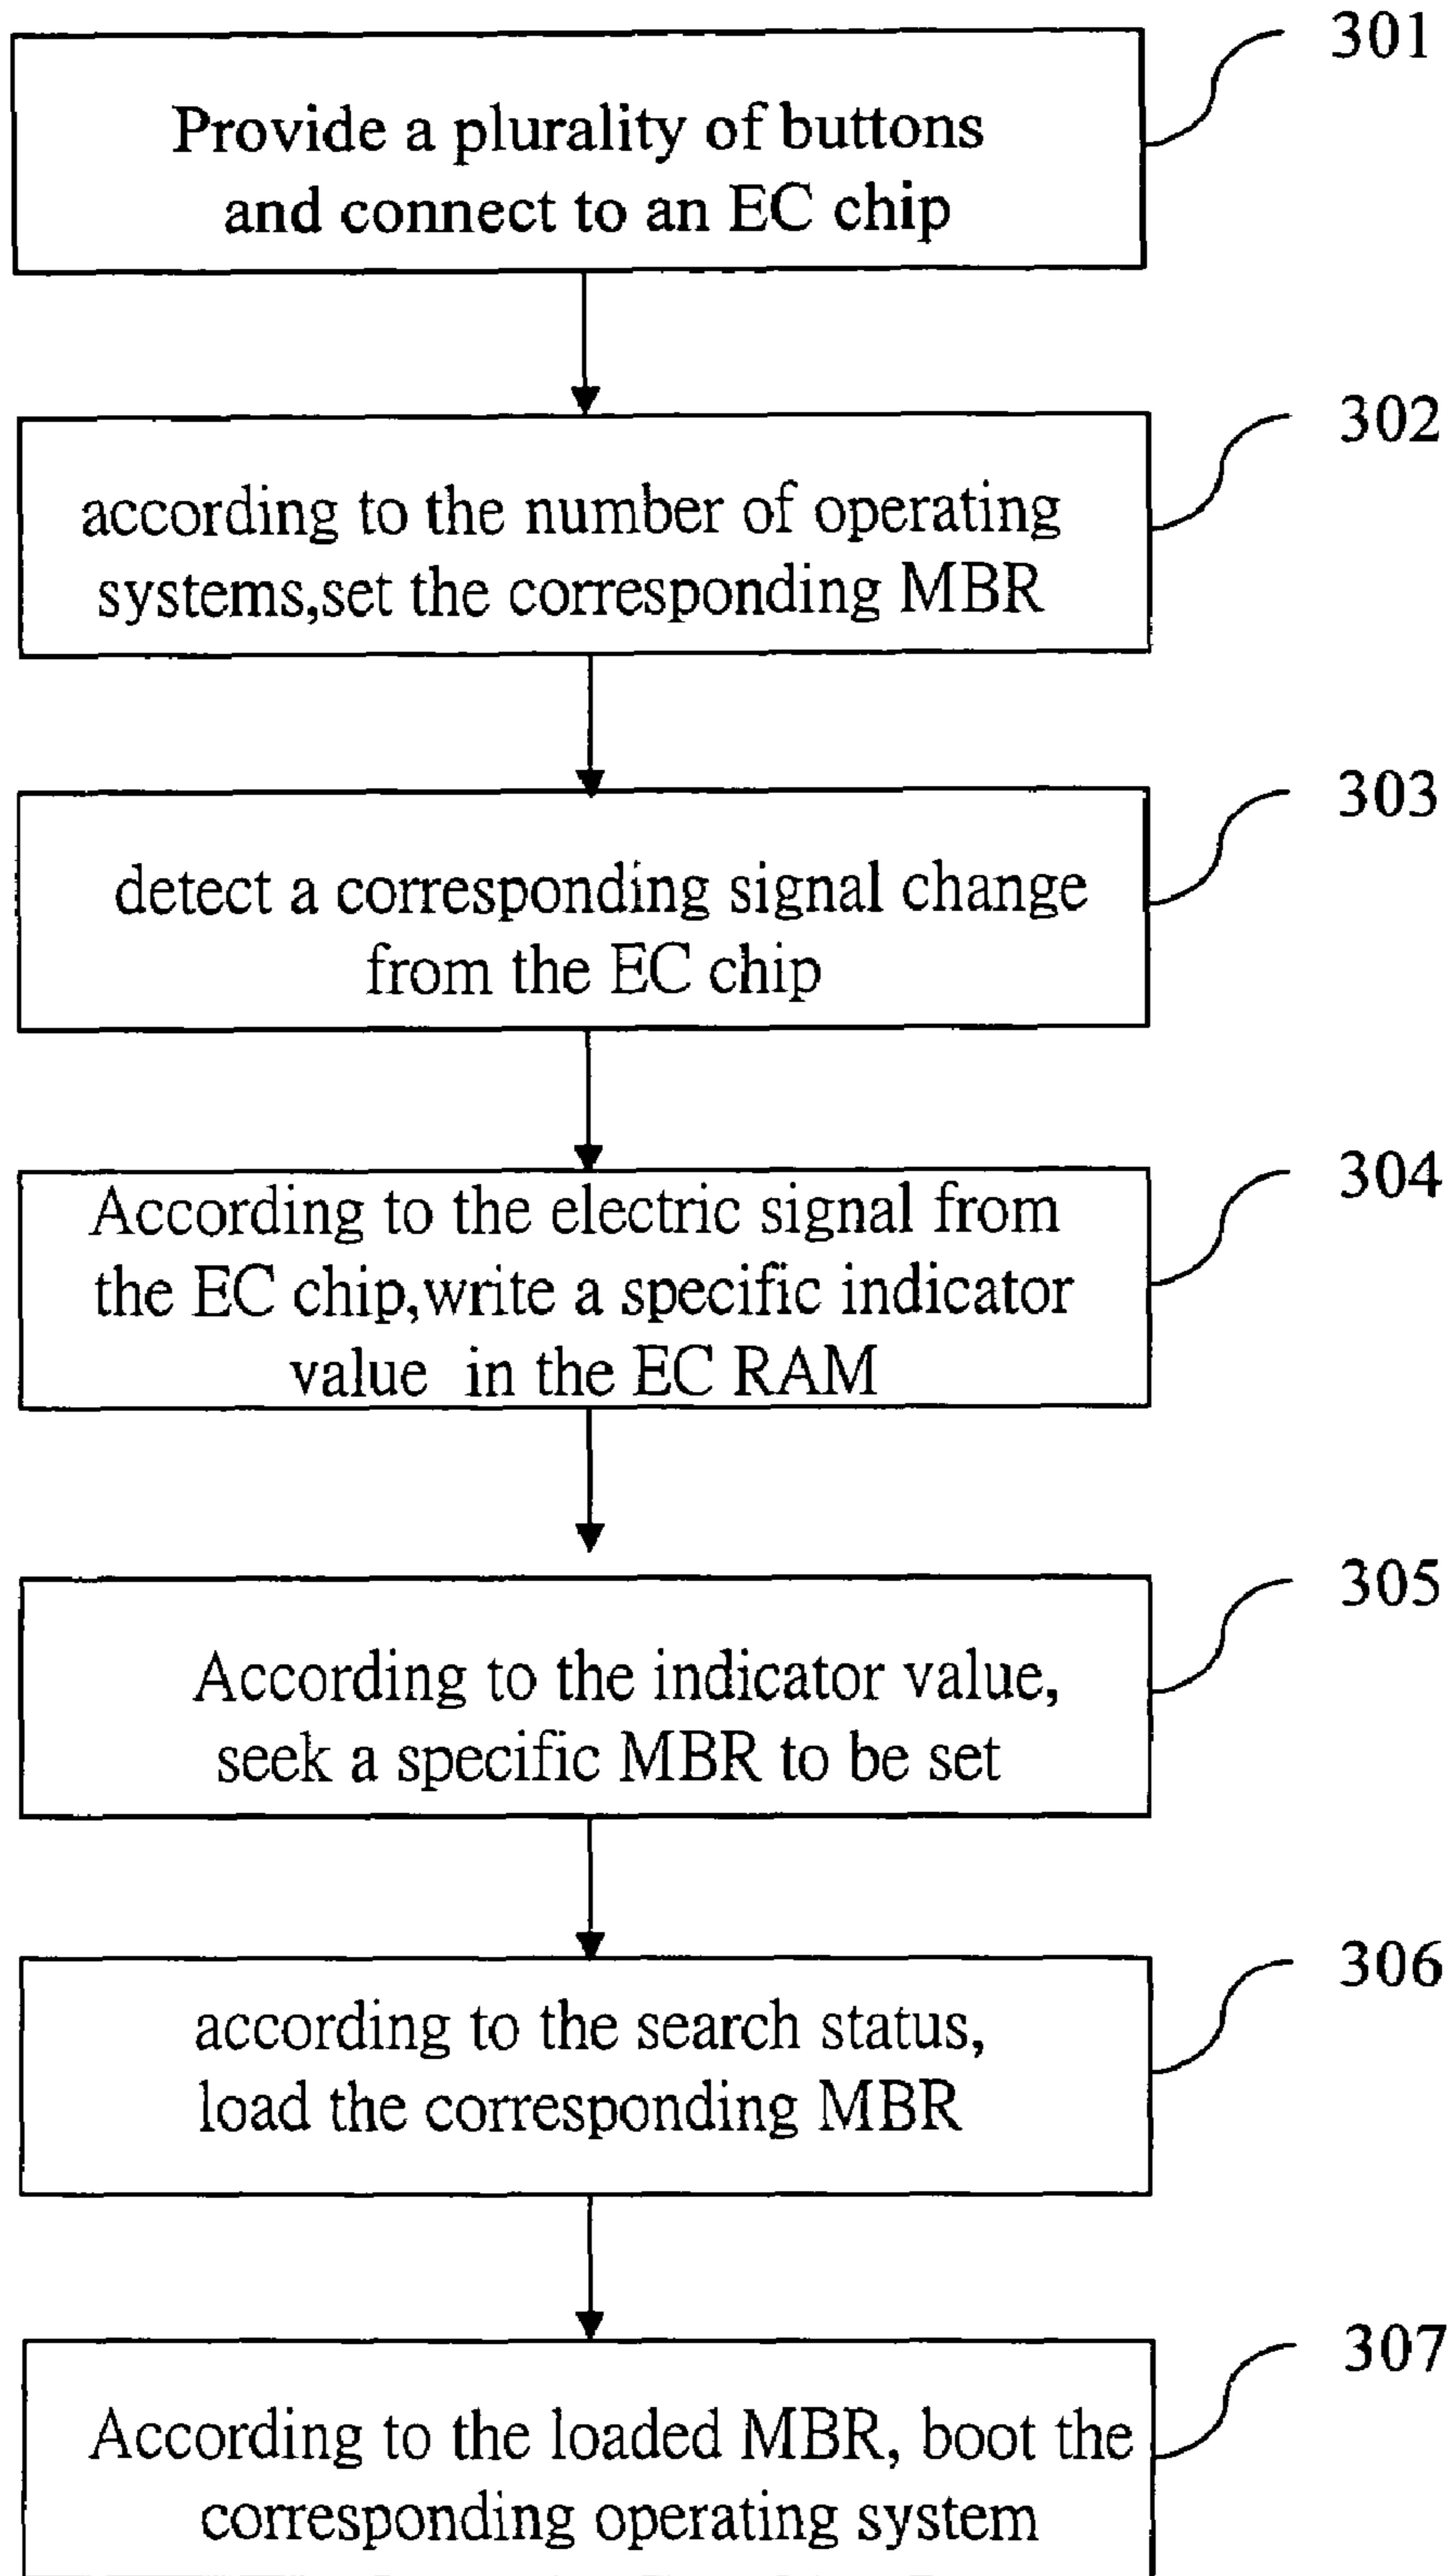 301
Provide a plurality of buttons
and connect to an EC chip
302
according to the number of operating
systems,set the corresponding MBR
303
detect a corresponding signal change
from the EC chip
304
According to the electric signal from
the EC chip,write a specific indicator
value in the EC RAM
305
According to the indicator value,
seek a specific MBR to be set
306
according to the search status,
load the corresponding MBR
307
According to the loaded MBR, boot the
corresponding operating system